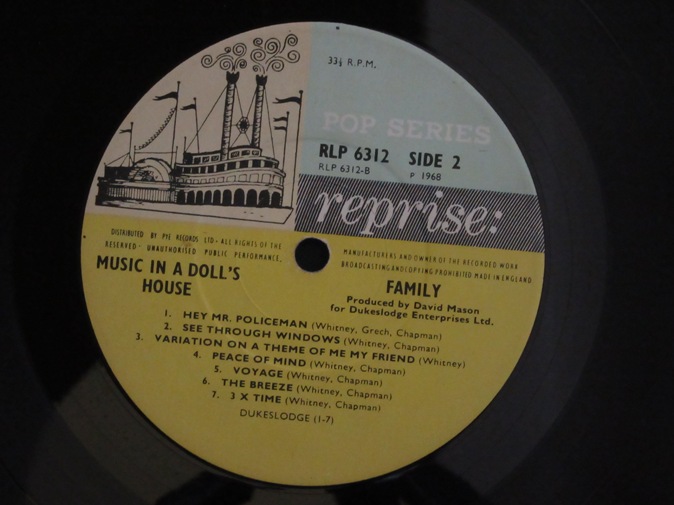 33⅓ R.P.M.
POP SERIES
RLP 6312 SIDE 2
RLP 6312-B P 1968
reprise:
DISTRIBUTED BY PYE RECORDS LTD - ALL RIGHTS OF THE
RESERVED - UNAUTHORISED PUBLIC PERFORMANCE,
MANUFACTURERS AND OWNER OF THE RECORDED WORK
BROADCASTING AND COPYING PROHIBITED MADE IN ENGLAND
MUSIC IN A DOLL'S
HOUSE
FAMILY
Produced by David Mason
for Dukeslodge Enterprises Ltd.
1. HEY MR. POLICEMAN (Whitney, Grech, Chapman)
2. SEE THROUGH WINDOWS (Whitney, Chapman)
3. VARIATION ON A THEME OF ME MY FRIEND (Whitney)
4. PEACE OF MIND (Whitney, Chapman)
5. VOYAGE (Whitney, Chapman)
6. THE BREEZE (Whitney, Chapman)
7. 3 X TIME (Whitney, Chapman)
DUKESLODGE (1-7)